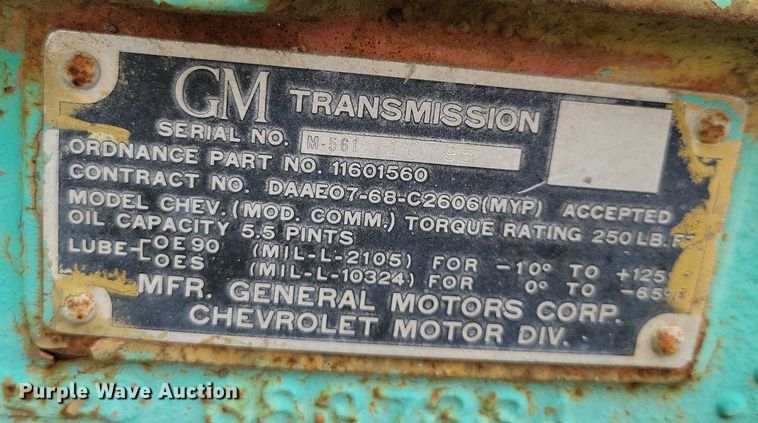 GM TRANSMISSION
SERIAL NO. M-561
ORDNANCE PART NO. 11601560
CONTRACT NO. DAAE07-68-C2606(MYP) ACCEPTED
MODEL CHEV. (MOD. COMM.) TORQUE RATING 250 LB. FT
OIL CAPACITY 5.5 PINTS
LUBE-[OE90 (MIL-L-2105) FOR -10° TO +125°
OES (MIL-L-10324) FOR 0° TO -65°F
MFR. GENERAL MOTORS CORP.
CHEVROLET MOTOR DIV.
Purple Wave Auction